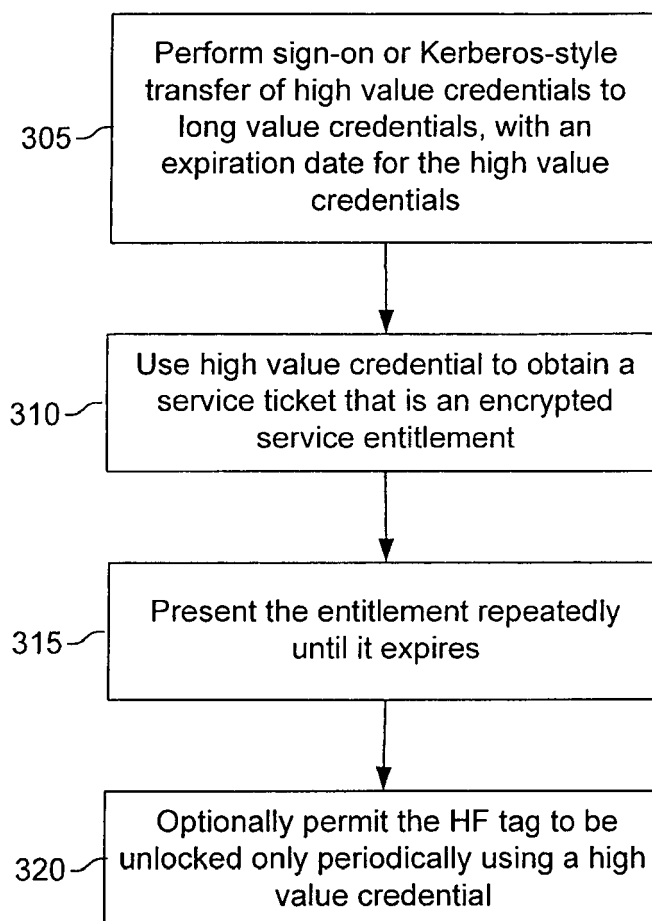 Perform sign-on or Kerberos-style
transfer of high value credentials to
long value credentials, with an
expiration date for the high value
credentials
305
Use high value credential to obtain a
service ticket that is an encrypted
service entitlement
310
Present the entitlement repeatedly
until it expires
315
Optionally permit the HF tag to be
unlocked only periodically using a high
value credential
320